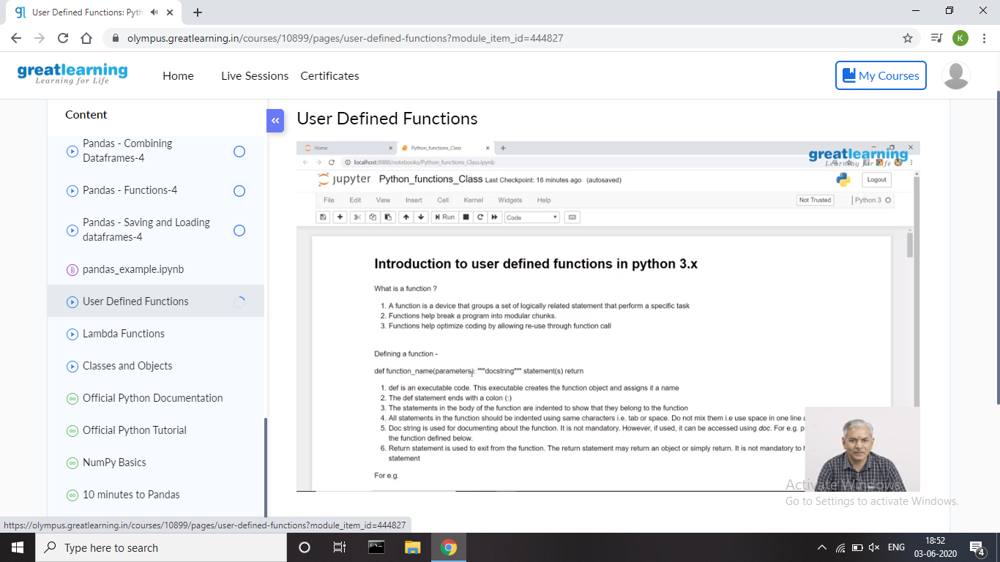 User Defined Functions: Pyth
olympus.greatlearning.in/courses/10899/pages/user-defined-functions?module_item_id=444827
K
greatlearning
Learning for Life
Home
Live Sessions
Certificates
My Courses
Content
Pandas - Combining
Dataframes-4
Pandas - Functions-4
Pandas - Saving and Loading
dataframes-4
pandas_example.ipynb
User Defined Functions
Lambda Functions
Classes and Objects
Official Python Documentation
Official Python Tutorial
NumPy Basics
10 minutes to Pandas
User Defined Functions
Home
Python_functions_Class
localhost:8888/notebooks/Python_functions_Class.ipynb
greatlearning
Learning for Life
jupyter Python_functions_Class Last Checkpoint: 16 minutes ago (autosaved)
Logout
File Edit View Insert Cell Kernel Widgets Help
Not Trusted
Python 3
Run
Code
Introduction to user defined functions in python 3.x
What is a function ?
1. A function is a device that groups a set of logically related statement that perform a specific task
2. Functions help break a program into modular chunks.
3. Functions help optimize coding by allowing re-use through function call
Defining a function -
def function_name(parameters): """docstring""" statement(s) return
1. def is an executable code. This executable creates the function object and assigns it a name
2. The def statement ends with a colon (:)
3. The statements in the body of the function are indented to show that they belong to the function
4. All statements in the function should be indented using same characters i.e. tab or space. Do not mix them i.e use space in one line
5. Doc string is used for documenting about the function. It is not mandatory. However, if used, it can be accessed using doc. For e.g. p
the function defined below.
6. Return statement is used to exit from the function. The return statement may return an object or simply return. It is not mandatory to
statement
For e.g.
Activate Windows
Go to Settings to activate Windows.
https://olympus.greatlearning.in/courses/10899/pages/user-defined-functions?module_item_id=444827
Type here to search
ENG
18:52
03-06-2020
4